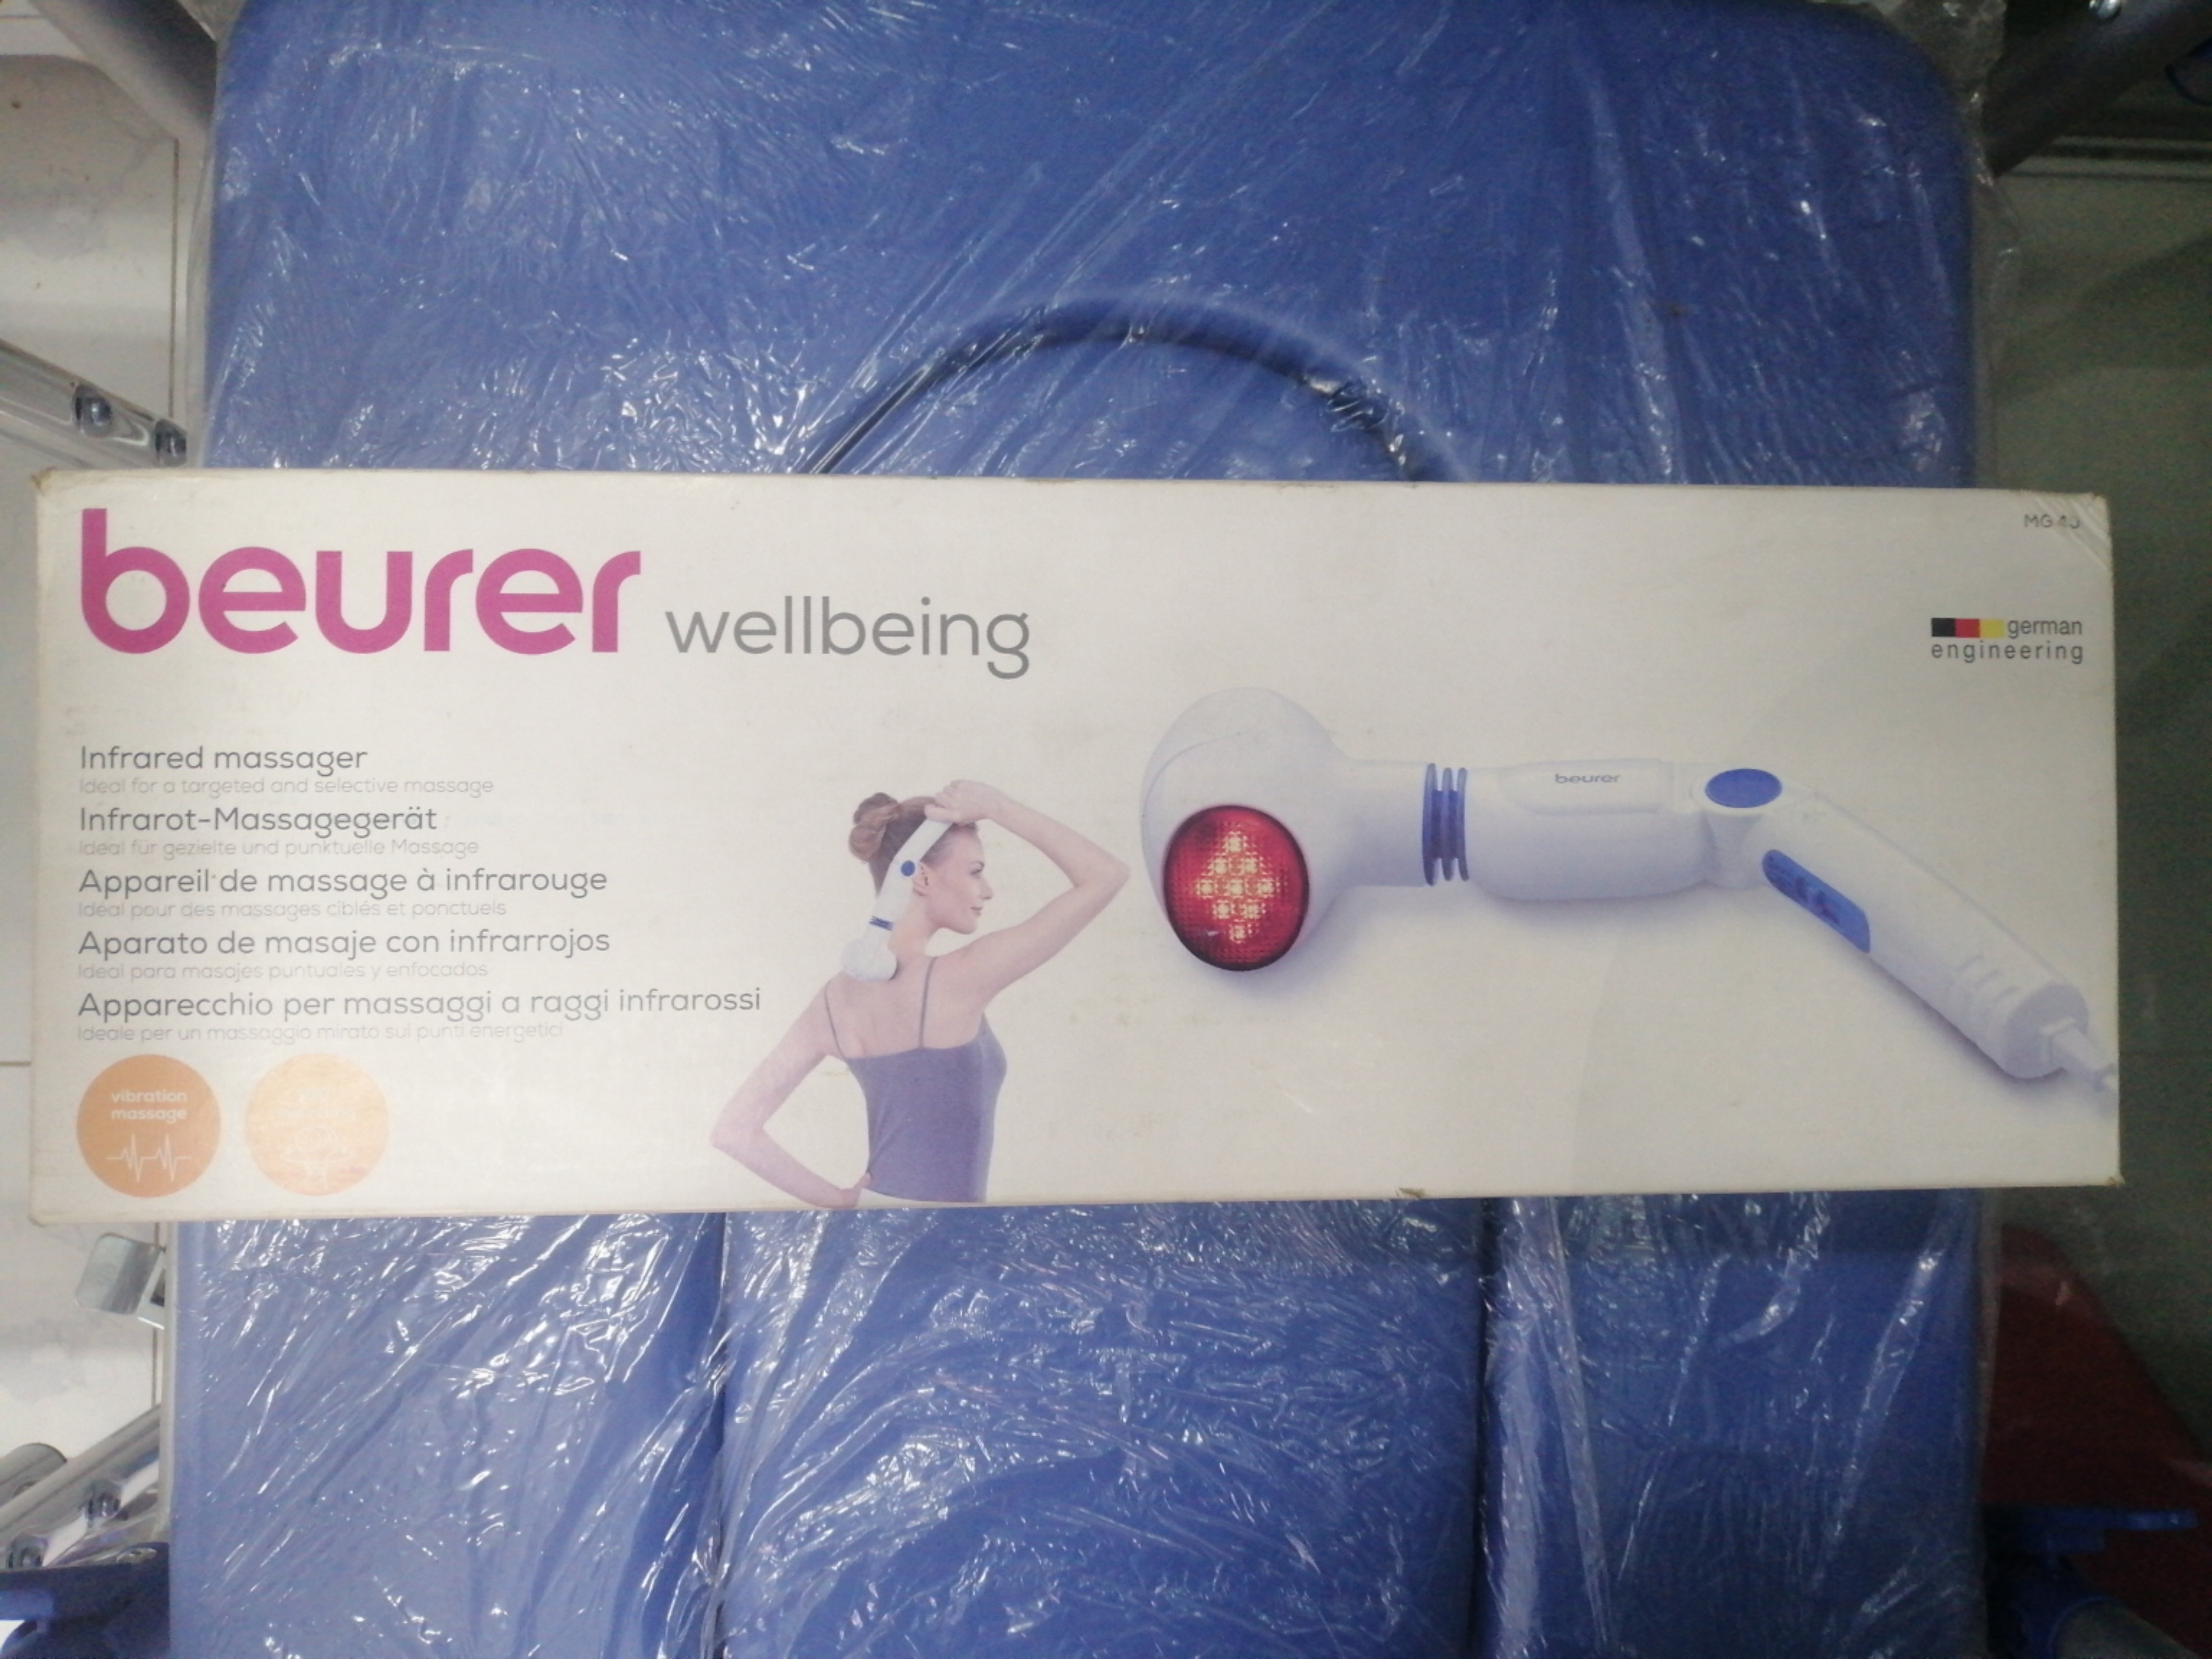 beurer wellbeing
MG 40
german
engineering
Infrared massager
Ideal for a targeted and selective massage
Infrarot-Massagegerät
Ideal für gezielte und punktuelle Massage
Appareil de massage à infrarouge
Idéal pour des massages ciblés et ponctuels
Aparato de masaje con infrarrojos
Ideal para masajes puntuales y enfocados
Apparecchio per massaggi a raggi infrarossi
Ideale per un massaggio mirato sui punti energetici
vibration
massage
beurer